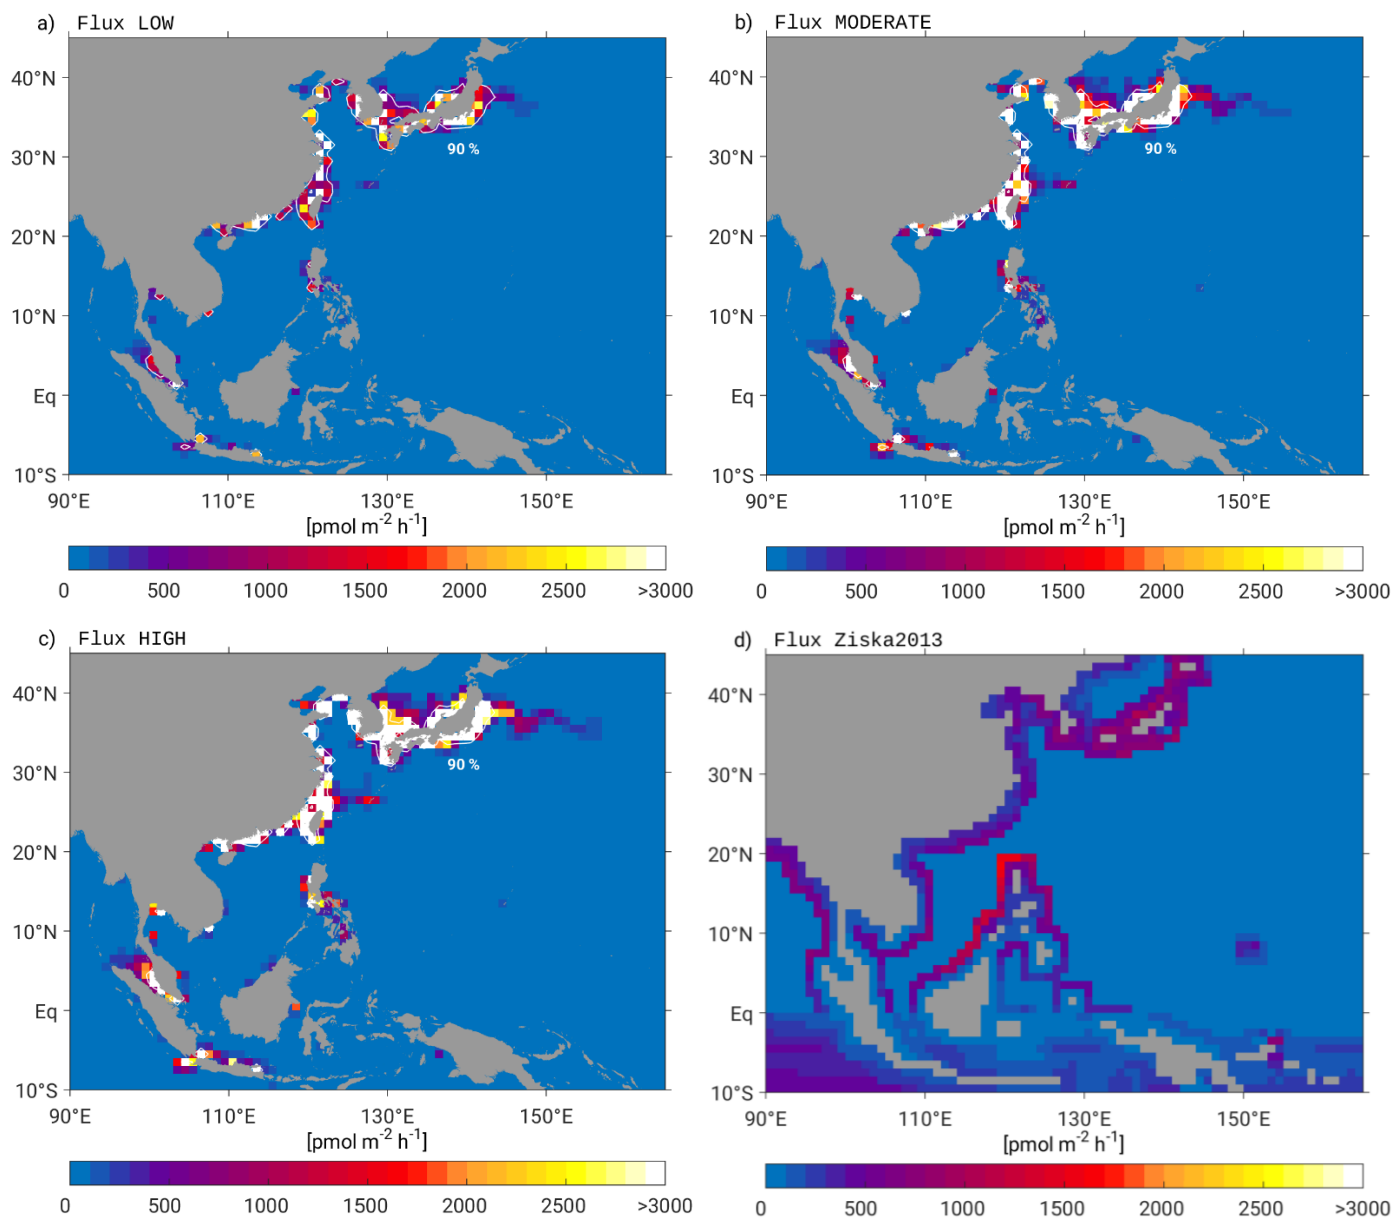 a) Flux LOW
40°N
30°N
20°N
10°N
Eq
10°S
90 %
90°E 110°E 130°E 150°E
[pmol m⁻² h⁻¹]
0 500 1000 1500 2000 2500 >3000
b) Flux MODERATE
40°N
30°N
20°N
10°N
Eq
10°S
90 %
90°E 110°E 130°E 150°E
[pmol m⁻² h⁻¹]
0 500 1000 1500 2000 2500 >3000
c) Flux HIGH
40°N
30°N
20°N
10°N
Eq
10°S
90 %
90°E 110°E 130°E 150°E
[pmol m⁻² h⁻¹]
0 500 1000 1500 2000 2500 >3000
d) Flux Ziska2013
40°N
30°N
20°N
10°N
Eq
10°S
90°E 110°E 130°E 150°E
[pmol m⁻² h⁻¹]
0 500 1000 1500 2000 2500 >3000